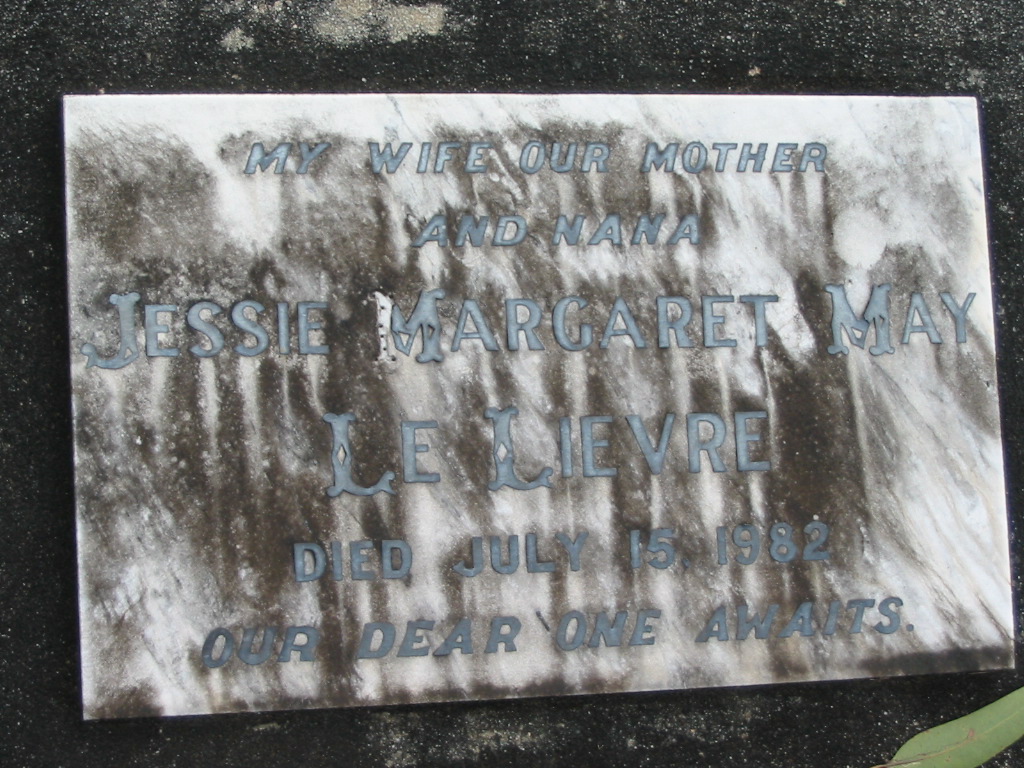 MY WIFE OUR MOTHER
AND NANA
JESSIE MARGARET MAY
LE LIEVRE
DIED JULY 15, 1982
OUR DEAR ONE AWAITS.